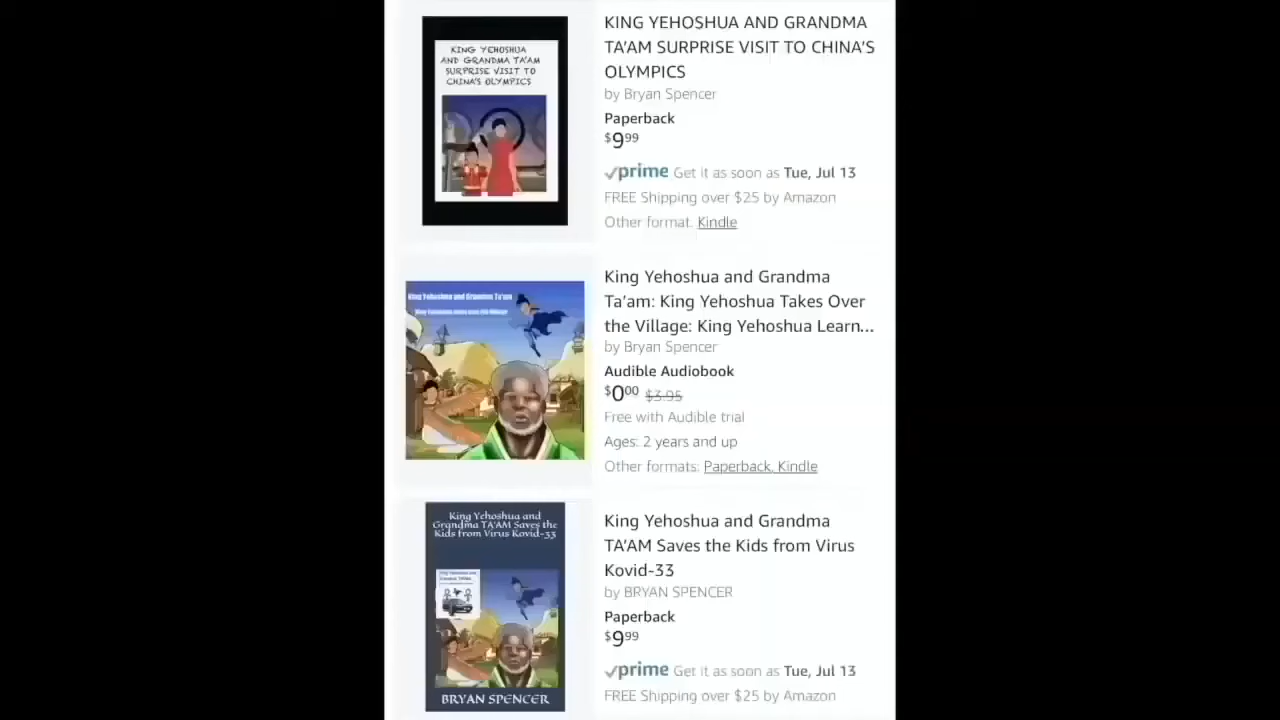 KING YEHOSHUA
AND GRANDMA TA'AM
SURPRISE VISIT TO
CHINA'S OLYMPICS
KING YEHOSHUA AND GRANDMA
TA'AM SURPRISE VISIT TO CHINA'S
OLYMPICS
by Bryan Spencer
Paperback
$9.99
prime Get it as soon as Tue, Jul 13
FREE Shipping over $25 by Amazon
Other format: Kindle
King Yehoshua and Grandma Ta'am
King Yehoshua takes over the Village
King Yehoshua and Grandma
Ta'am: King Yehoshua Takes Over
the Village: King Yehoshua Learn...
by Bryan Spencer
Audible Audiobook
$0.00 $3.95
Free with Audible trial
Ages: 2 years and up
Other formats: Paperback, Kindle
King Yehoshua and
Grandma TA'AM Saves the
Kids from Virus Kovid-33
BRYAN SPENCER
King Yehoshua and Grandma
TA'AM Saves the Kids from Virus
Kovid-33
by BRYAN SPENCER
Paperback
$9.99
prime Get it as soon as Tue, Jul 13
FREE Shipping over $25 by Amazon